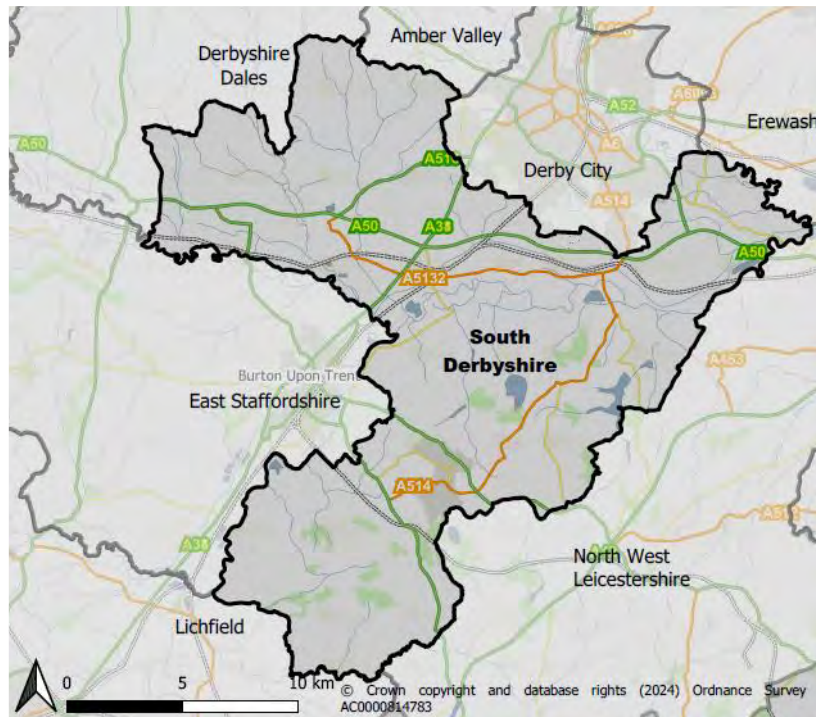 Amber Valley
Derbyshire
Dales
A52
Erewash
A50
A6
Derby City
A514
A50
A38
A50
A5132
South
Derbyshire
A453
Burton Upon Trent
East Staffordshire
A514
A38
North West
Leicestershire
Lichfield
0 5 10 km
© Crown copyright and database rights (2024) Ordnance Survey
AC0000814783